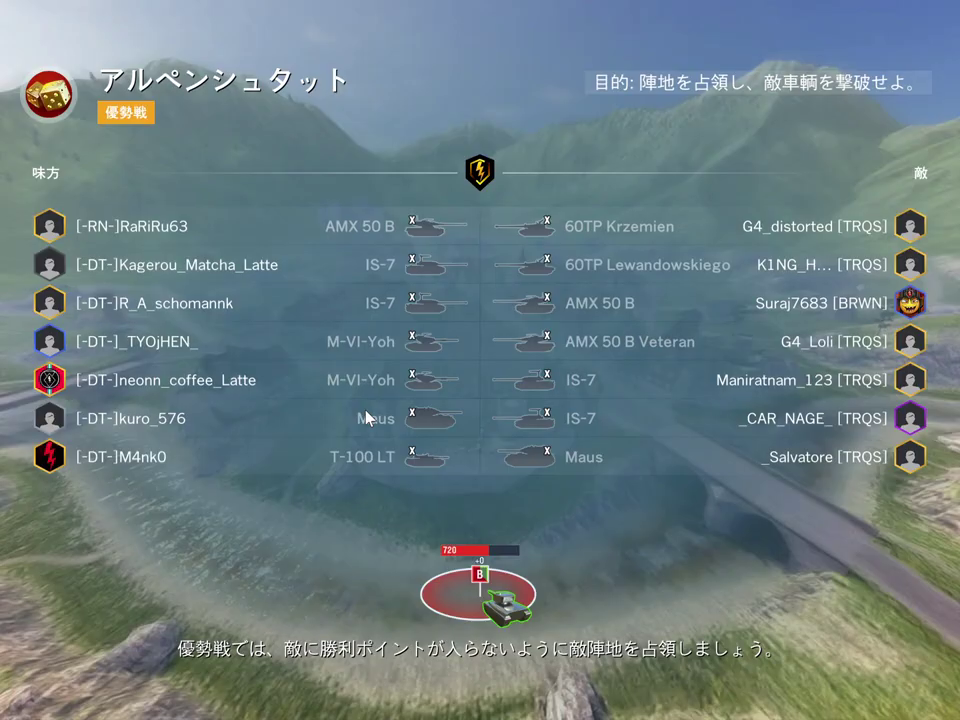 アルペンシュタット
優勢戦
目的: 陣地を占領し、敵車輌を撃破せよ。
味方
敵
[-RN-]RaRiRu63 AMX 50 B X X 60TP Krzemien G4_distorted [TRQS]
[-DT-]Kagerou_Matcha_Latte IS-7 X X 60TP Lewandowskiego K1NG_H... [TRQS]
[-DT-]R_A_schomannk IS-7 X X AMX 50 B Suraj7683 [BRWN]
[-DT-]_TYOjHEN_ M-VI-Yoh X X AMX 50 B Veteran G4_Loli [TRQS]
[-DT-]neonn_coffee_Latte M-VI-Yoh X X IS-7 Maniratnam_123 [TRQS]
[-DT-]kuro_576 Maus X X IS-7 _CAR_NAGE_ [TRQS]
[-DT-]M4nk0 T-100 LT X X Maus _Salvatore [TRQS]
720
+0
B
優勢戦では、敵に勝利ポイントが入らないように敵陣地を占領しましょう。